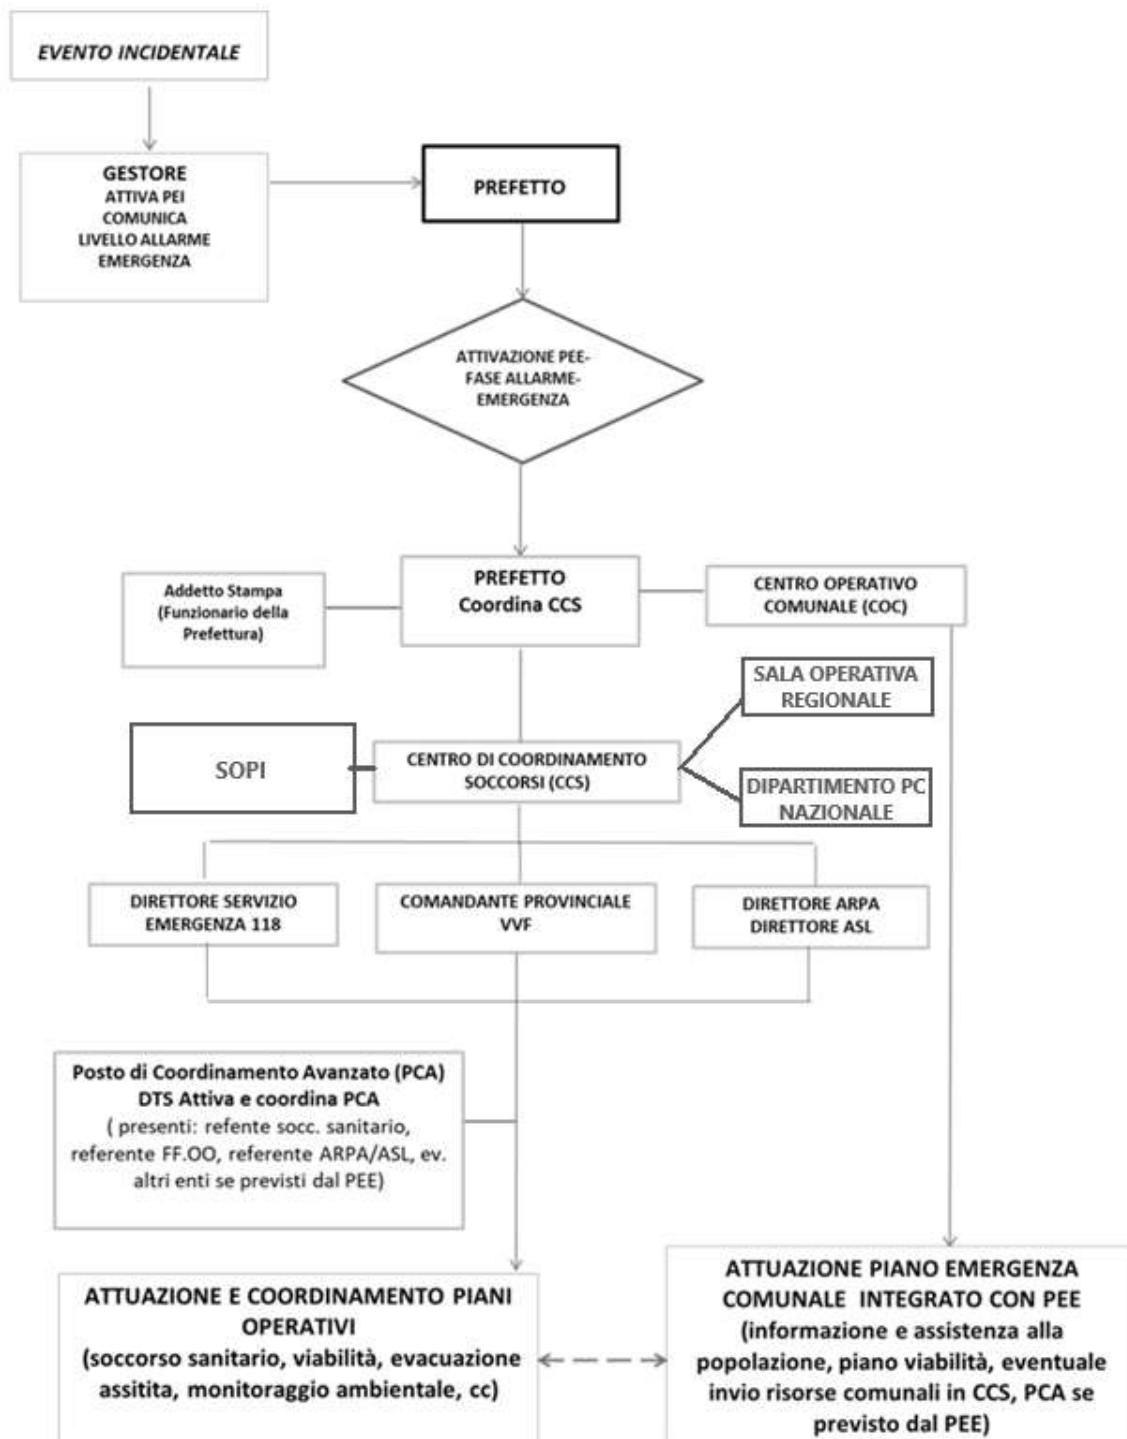 EVENTO INCIDENTALE
GESTORE
ATTIVA PEI
COMUNICA
LIVELLO ALLARME
EMERGENZA
PREFETTO
ATTIVAZIONE PEE-
FASE ALLARME-
EMERGENZA
PREFETTO
Coordina CCS
Addetto Stampa
(Funzionario della
Prefettura)
CENTRO OPERATIVO
COMUNALE (COC)
SALA OPERATIVA
REGIONALE
SOPI
CENTRO DI COORDINAMENTO
SOCCORSI (CCS)
DIPARTIMENTO PC
NAZIONALE
DIRETTORE SERVIZIO
EMERGENZA 118
COMANDANTE PROVINCIALE
VVF
DIRETTORE ARPA
DIRETTORE ASL
Posto di Coordinamento Avanzato (PCA)
DTS Attiva e coordina PCA
( presenti: refente socc. sanitario,
referente FF.OO, referente ARPA/ASL, ev.
altri enti se previsti dal PEE)
ATTUAZIONE E COORDINAMENTO PIANI
OPERATIVI
(soccorso sanitario, viabilità, evacuazione
assitita, monitoraggio ambientale, cc)
ATTUAZIONE PIANO EMERGENZA
COMUNALE INTEGRATO CON PEE
(informazione e assistenza alla
popolazione, piano viabilità, eventuale
invio risorse comunali in CCS, PCA se
previsto dal PEE)